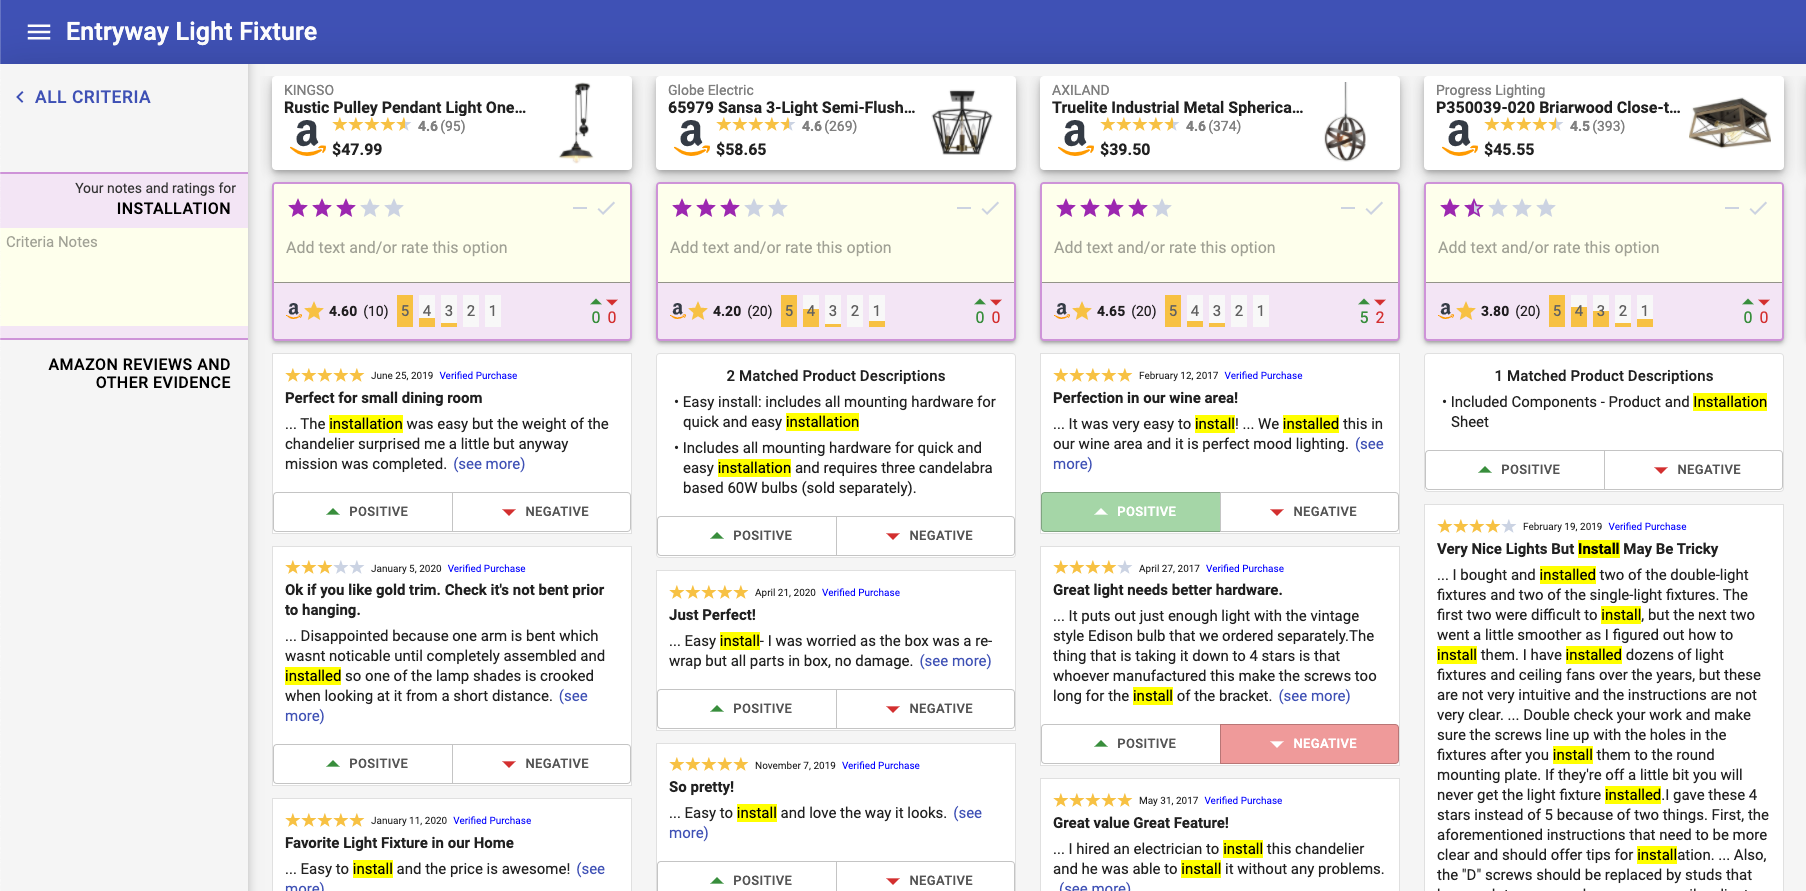 Entryway Light Fixture
ALL CRITERIA
Your notes and ratings for
INSTALLATION
Criteria Notes
AMAZON REVIEWS AND
OTHER EVIDENCE
KINGSO
Rustic Pulley Pendant Light One...
a
4.6 (95)
$47.99
Add text and/or rate this option
a 4.60 (10) 5 4 3 2 1 0 0
June 25, 2019 Verified Purchase
Perfect for small dining room
... The installation was easy but the weight of the
chandelier surprised me a little but anyway
mission was completed. (see more)
POSITIVE NEGATIVE
January 5, 2020 Verified Purchase
Ok if you like gold trim. Check it's not bent prior
to hanging.
... Disappointed because one arm is bent which
wasnt noticable until completely assembled and
installed so one of the lamp shades is crooked
when looking at it from a short distance. (see
more)
POSITIVE NEGATIVE
January 11, 2020 Verified Purchase
Favorite Light Fixture in our Home
... Easy to install and the price is awesome! (see
more)
Globe Electric
65979 Sansa 3-Light Semi-Flush...
a
4.6 (269)
$58.65
Add text and/or rate this option
a 4.20 (20) 5 4 3 2 1 0 0
2 Matched Product Descriptions
• Easy install: includes all mounting hardware for
quick and easy installation
• Includes all mounting hardware for quick and
easy installation and requires three candelabra
based 60W bulbs (sold separately).
POSITIVE NEGATIVE
April 21, 2020 Verified Purchase
Just Perfect!
... Easy install- I was worried as the box was a re-
wrap but all parts in box, no damage. (see more)
POSITIVE NEGATIVE
November 7, 2019 Verified Purchase
So pretty!
... Easy to install and love the way it looks. (see
more)
POSITIVE NEGATIVE
AXILAND
Truelite Industrial Metal Spherica...
a
4.6 (374)
$39.50
Add text and/or rate this option
a 4.65 (20) 5 4 3 2 1 5 2
February 12, 2017 Verified Purchase
Perfection in our wine area!
... It was very easy to install! ... We installed this in
our wine area and it is perfect mood lighting. (see
more)
POSITIVE NEGATIVE
April 27, 2017 Verified Purchase
Great light needs better hardware.
... It puts out just enough light with the vintage
style Edison bulb that we ordered separately.The
thing that is taking it down to 4 stars is that
whoever manufactured this make the screws too
long for the install of the bracket. (see more)
POSITIVE NEGATIVE
May 31, 2017 Verified Purchase
Great value Great Feature!
... I hired an electrician to install this chandelier
and he was able to install it without any problems.
(see more)
Progress Lighting
P350039-020 Briarwood Close-t...
a
4.5 (393)
$45.55
Add text and/or rate this option
a 3.80 (20) 5 4 3 2 1 0 0
1 Matched Product Descriptions
• Included Components - Product and Installation
Sheet
POSITIVE NEGATIVE
February 19, 2019 Verified Purchase
Very Nice Lights But Install May Be Tricky
... I bought and installed two of the double-light
fixtures and two of the single-light fixtures. The
first two were difficult to install, but the next two
went a little smoother as I figured out how to
install them. I have installed dozens of light
fixtures and ceiling fans over the years, but these
are not very intuitive and the instructions are not
very clear. ... Double check your work and make
sure the screws line up with the holes in the
fixtures after you install them to the round
mounting plate. If they're off a little bit you will
never get the light fixture installed.I gave these 4
stars instead of 5 because of two things. First, the
aforementioned instructions that need to be more
clear and should offer tips for installation. ... Also,
the "D" screws should be replaced by studs that